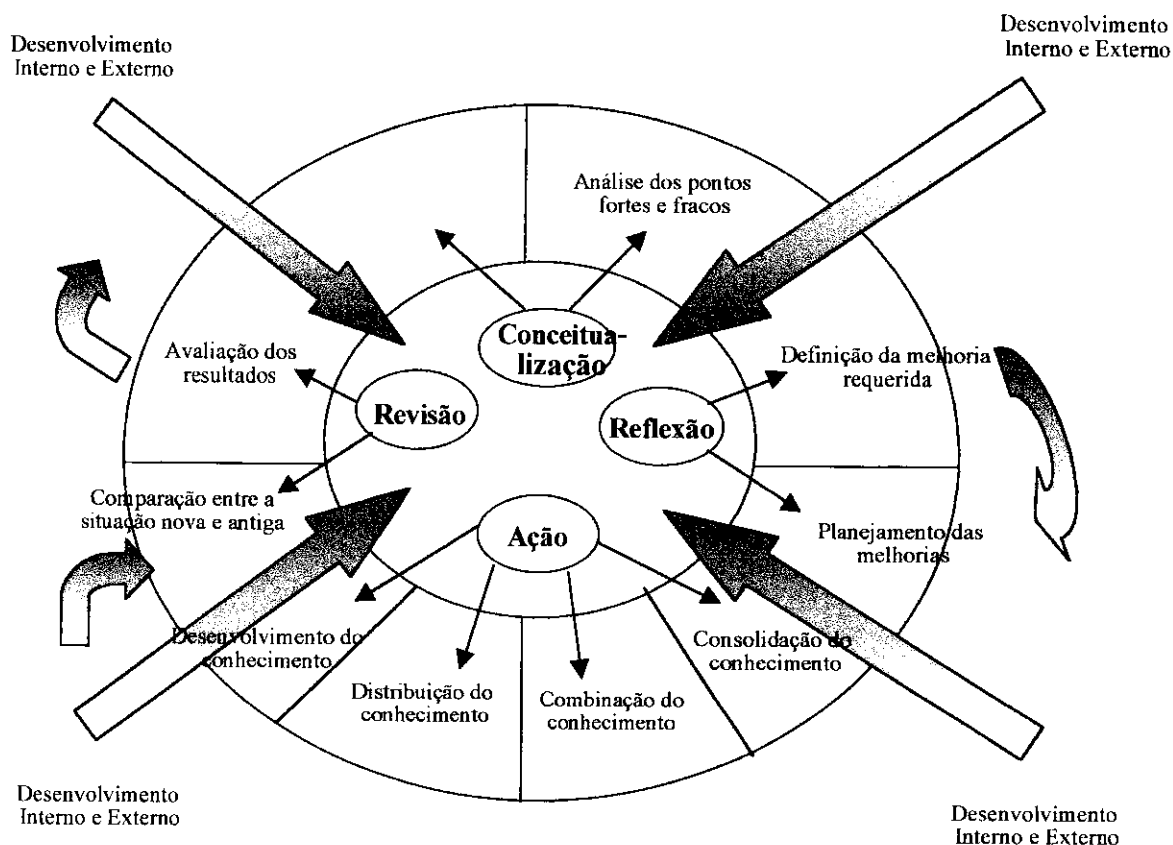 Desenvolvimento
Interno e Externo
Desenvolvimento
Interno e Externo
Análise dos pontos
fortes e fracos
Conceitua-
lização
Avaliação dos
resultados
Definição da melhoria
requerida
Revisão
Reflexão
Comparação entre a
situação nova e antiga
Ação
Planejamento das
melhorias
Desenvolvimento do
conhecimento
Consolidação do
conhecimento
Distribuição do
conhecimento
Combinação do
conhecimento
Desenvolvimento
Interno e Externo
Desenvolvimento
Interno e Externo